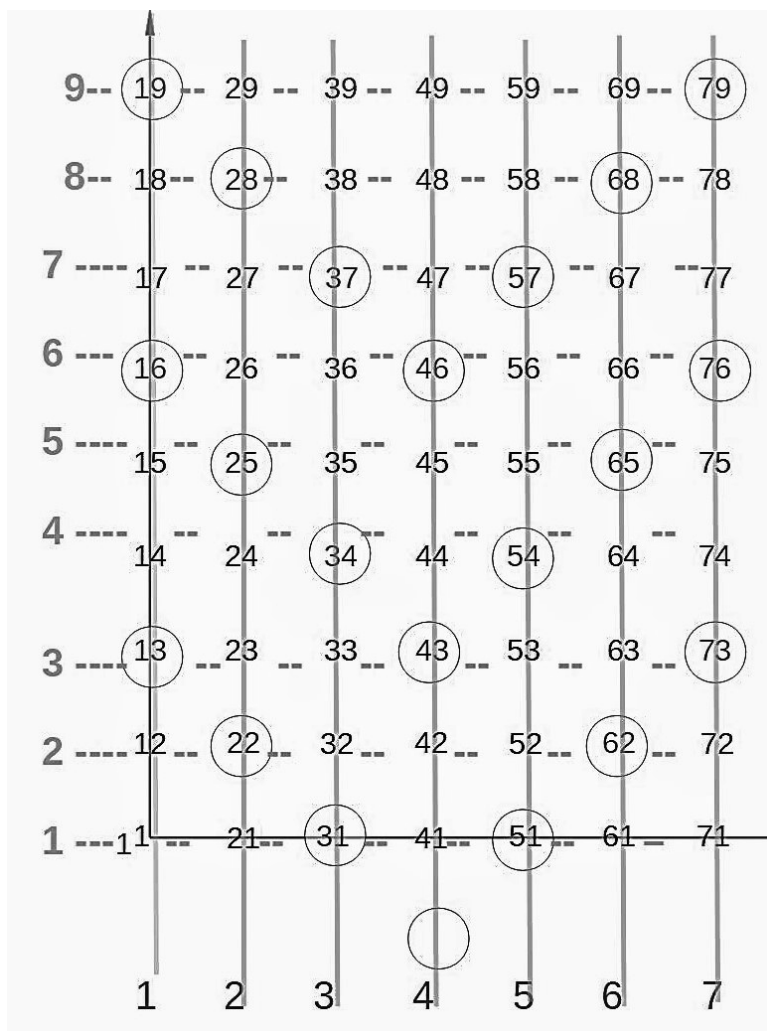 9 19 29 39 49 59 69 79
8 18 28 38 48 58 68 78
7 17 27 37 47 57 67 77
6 16 26 36 46 56 66 76
5 15 25 35 45 55 65 75
4 14 24 34 44 54 64 74
3 13 23 33 43 53 63 73
2 12 22 32 42 52 62 72
1 11 21 31 41 51 61 71
1 2 3 4 5 6 7